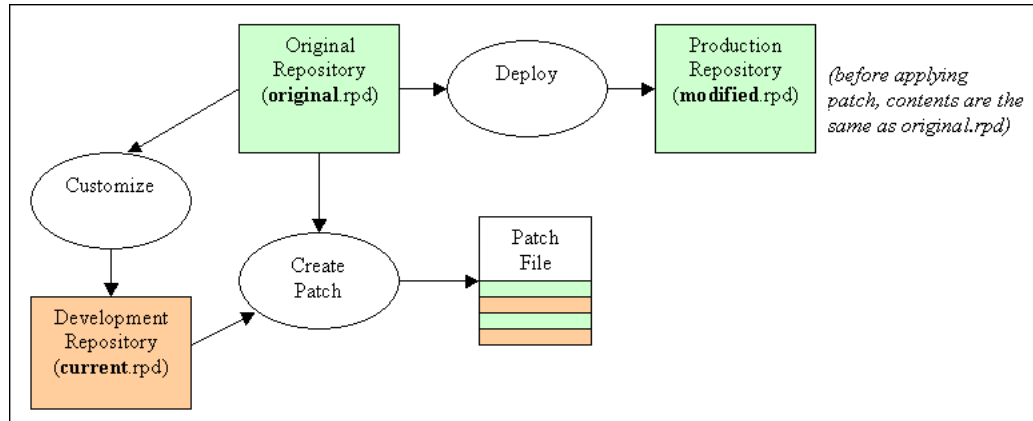 Original
Repository
(original.rpd)
Deploy
Production
Repository
(modified.rpd)
(before applying
patch, contents are the
same as original.rpd)
Customize
Create
Patch
Patch
File
Development
Repository
(current.rpd)